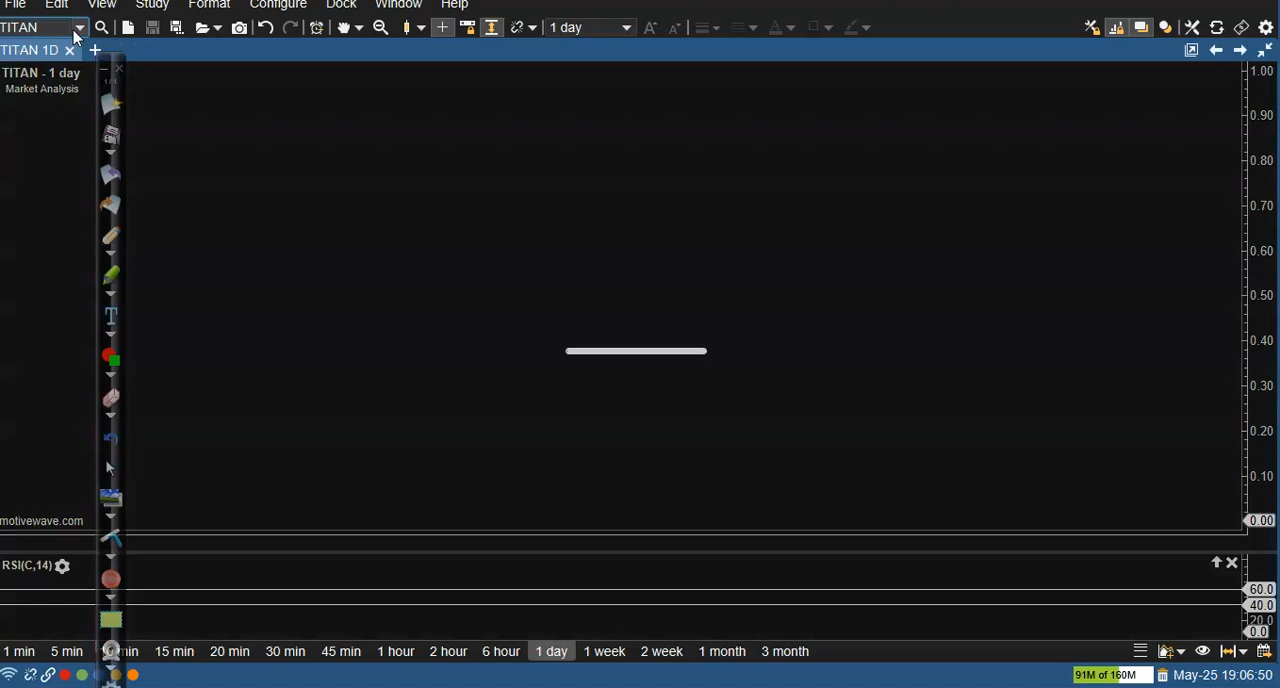 File Edit View Study Format Configure Dock Window Help
TITAN 1 day
TITAN 1D
TITAN - 1 day
Market Analysis
1/1
1.00
0.90
0.80
0.70
0.60
0.50
0.40
0.30
0.20
0.10
0.00
motivewave.com
RSI(C,14)
60.0
40.0
20.0
0.0
1 min 5 min min 15 min 20 min 30 min 45 min 1 hour 2 hour 6 hour 1 day 1 week 2 week 1 month 3 month
91M of 160M May-25 19:06:50